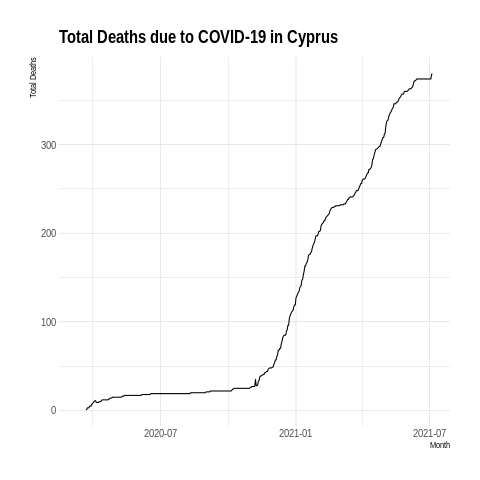 Total Deaths due to COVID-19 in Cyprus
Total Deaths
300
200
100
0
2020-07 2021-01 2021-07
Month